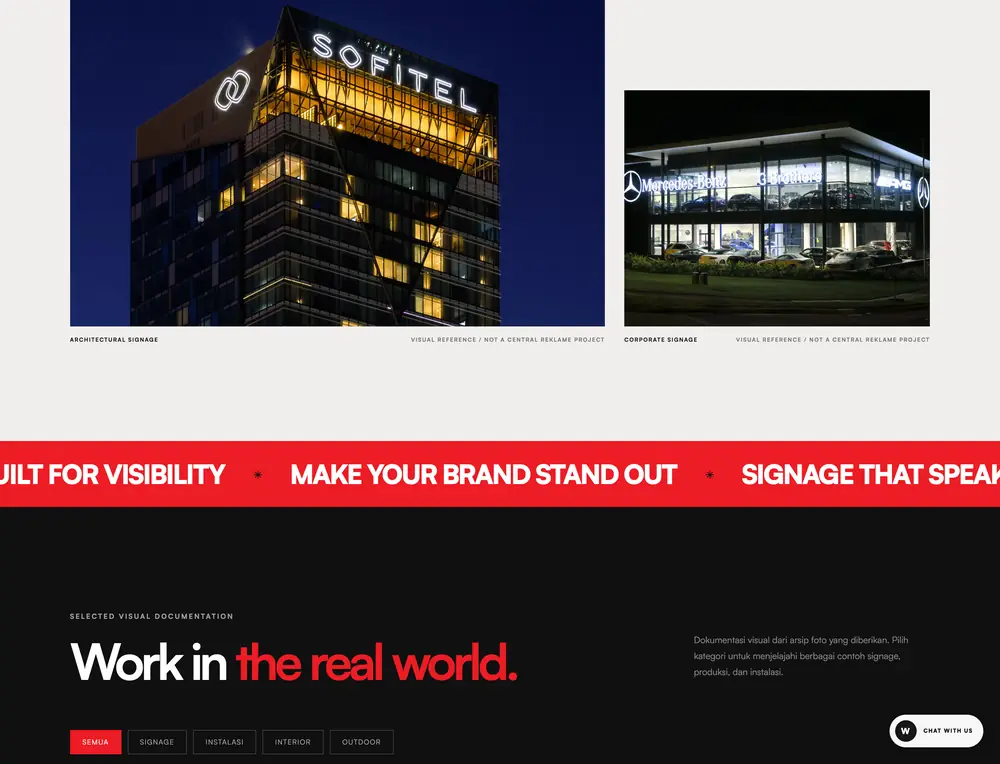 SOFITEL
Mercedes-Benz
G Brothers
AMG
ARCHITECTURAL SIGNAGE
VISUAL REFERENCE / NOT A CENTRAL REKLAME PROJECT
CORPORATE SIGNAGE
VISUAL REFERENCE / NOT A CENTRAL REKLAME PROJECT
UILT FOR VISIBILITY * MAKE YOUR BRAND STAND OUT * SIGNAGE THAT SPEAK
SELECTED VISUAL DOCUMENTATION
Work in the real world.
Dokumentasi visual dari arsip foto yang diberikan. Pilih
kategori untuk menjelajahi berbagai contoh signage,
produksi, dan instalasi.
SEMUA
SIGNAGE
INSTALASI
INTERIOR
OUTDOOR
W CHAT WITH US